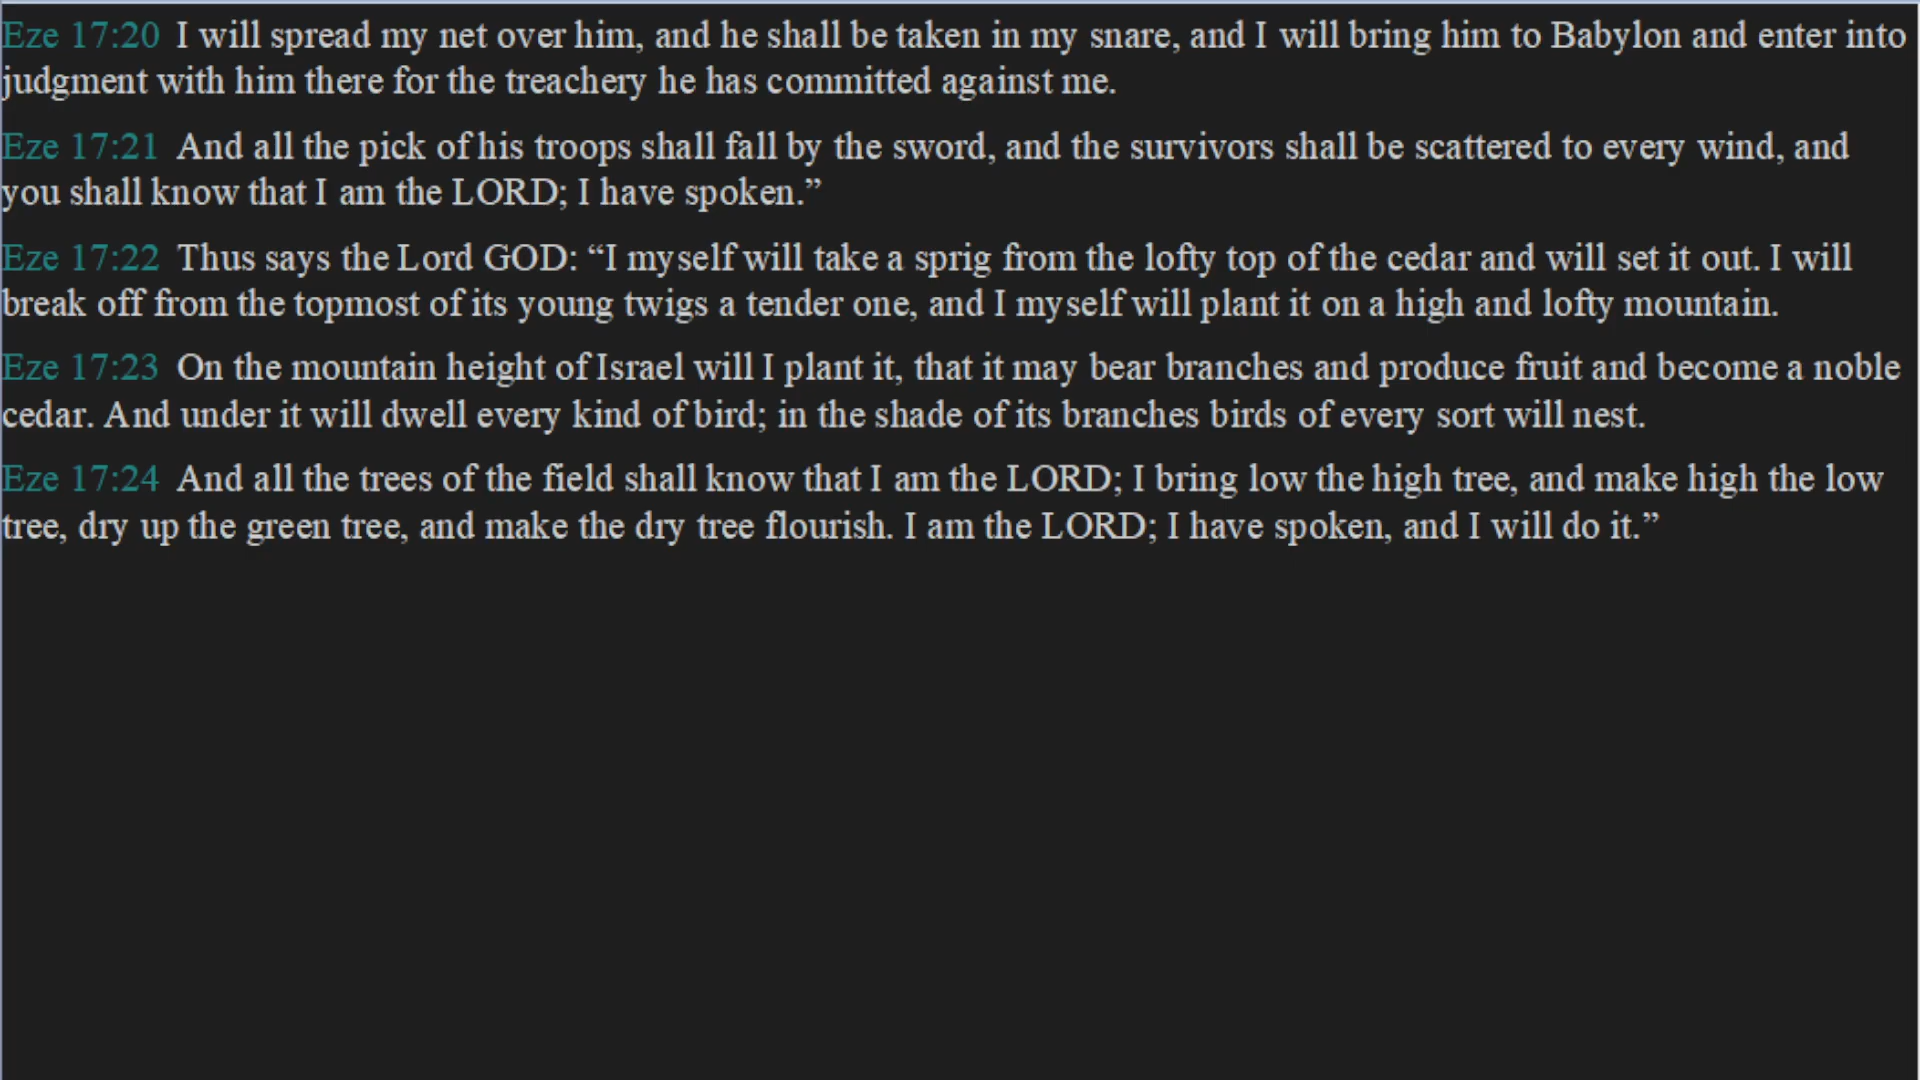 Eze 17:20 I will spread my net over him, and he shall be taken in my snare, and I will bring him to Babylon and enter into
judgment with him there for the treachery he has committed against me.
Eze 17:21 And all the pick of his troops shall fall by the sword, and the survivors shall be scattered to every wind, and
you shall know that I am the LORD; I have spoken.”
Eze 17:22 Thus says the Lord GOD: “I myself will take a sprig from the lofty top of the cedar and will set it out. I will
break off from the topmost of its young twigs a tender one, and I myself will plant it on a high and lofty mountain.
Eze 17:23 On the mountain height of Israel will I plant it, that it may bear branches and produce fruit and become a noble
cedar. And under it will dwell every kind of bird; in the shade of its branches birds of every sort will nest.
Eze 17:24 And all the trees of the field shall know that I am the LORD; I bring low the high tree, and make high the low
tree, dry up the green tree, and make the dry tree flourish. I am the LORD; I have spoken, and I will do it.”